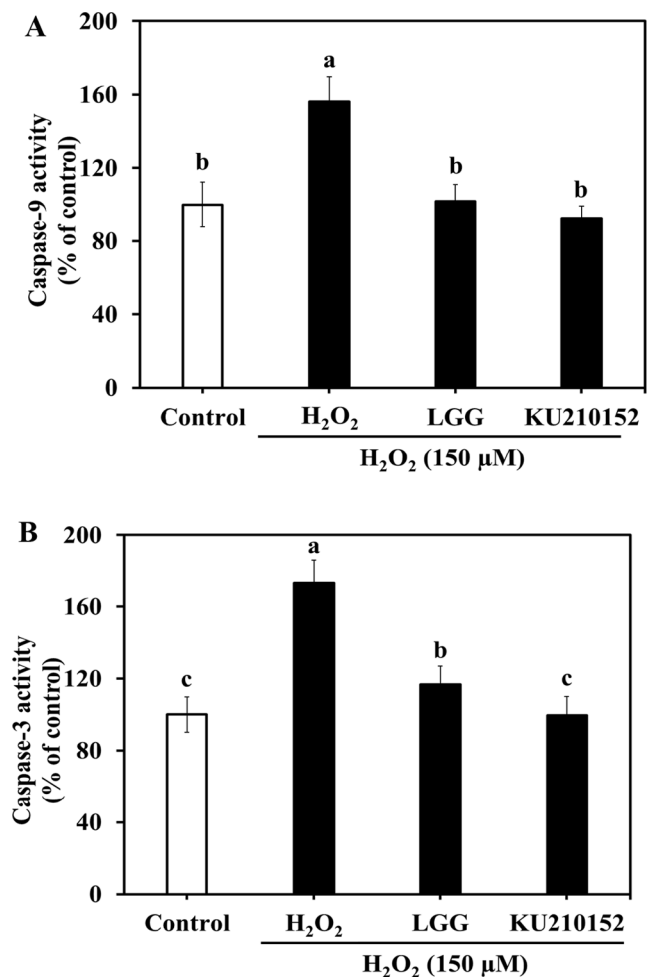 A
200
160
120
80
40
0
Caspase-9 activity
(% of control)
b
a
b
b
Control H₂O₂ LGG KU210152
H₂O₂ (150 μM)
B
200
160
120
80
40
0
Caspase-3 activity
(% of control)
c
a
b
c
Control H₂O₂ LGG KU210152
H₂O₂ (150 μM)